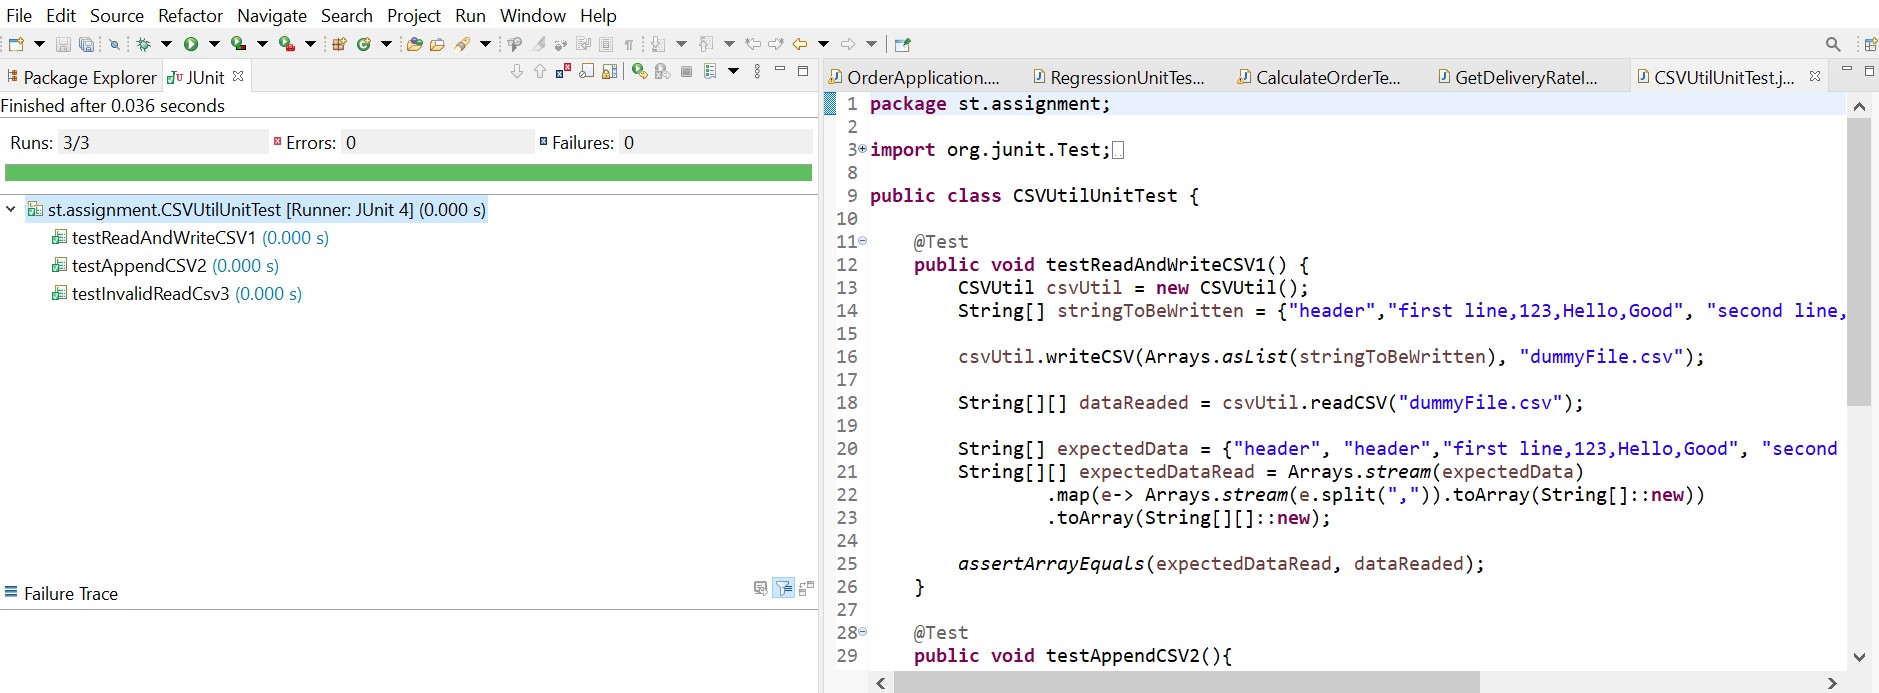 File Edit Source Refactor Navigate Search Project Run Window Help
Package Explorer JUnit
Finished after 0.036 seconds
Runs: 3/3 Errors: 0 Failures: 0
st.assignment.CSVUtilUnitTest [Runner: JUnit 4] (0.000 s)
testReadAndWriteCSV1 (0.000 s)
testAppendCSV2 (0.000 s)
testInvalidReadCsv3 (0.000 s)
Failure Trace
OrderApplication.... RegressionUnitTes... CalculateOrderTe... GetDeliveryRateI... CSVUtilUnitTest.j...
1 package st.assignment;
2
3 import org.junit.Test;
8
9 public class CSVUtilUnitTest {
10
11 @Test
12 public void testReadAndWriteCSV1() {
13 CSVUtil csvUtil = new CSVUtil();
14 String[] stringToBeWritten = {"header","first line,123,Hello,Good", "second line,
15
16 csvUtil.writeCSV(Arrays.asList(stringToBeWritten), "dummyFile.csv");
17
18 String[][] dataReaded = csvUtil.readCSV("dummyFile.csv");
19
20 String[] expectedData = {"header", "header","first line,123,Hello,Good", "second
21 String[][] expectedDataRead = Arrays.stream(expectedData)
22 .map(e-> Arrays.stream(e.split(",")).toArray(String[]::new))
23 .toArray(String[][]::new);
24
25 assertArrayEquals(expectedDataRead, dataReaded);
26 }
27
28 @Test
29 public void testAppendCSV2(){